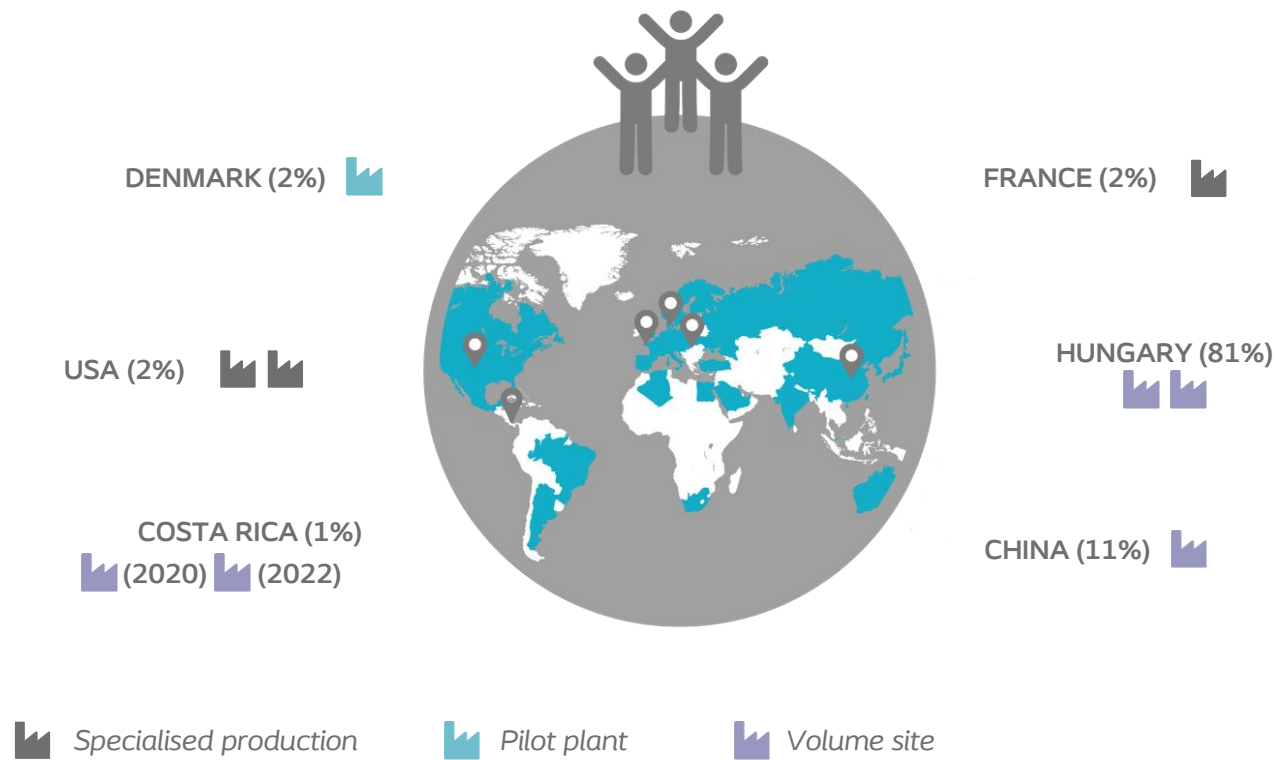 DENMARK (2%)
FRANCE (2%)
USA (2%)
HUNGARY (81%)
COSTA RICA (1%)
(2020) (2022)
CHINA (11%)
Specialised production
Pilot plant
Volume site